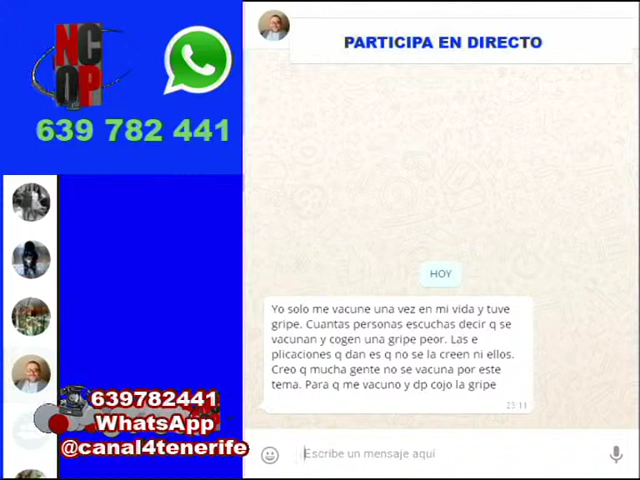 NC
OP
639 782 441
PARTICIPA EN DIRECTO
HOY
Yo solo me vacune una vez en mi vida y tuve
gripe. Cuantas personas escuchas decir q se
vacunan y cogen una gripe peor. Las e
plicaciones q dan es q no se la creen ni ellos.
Creo q mucha gente no se vacuna por este
tema. Para q me vacuno y dp cojo la gripe
23:11
639782441
WhatsApp
@canal4tenerife
Escribe un mensaje aquí